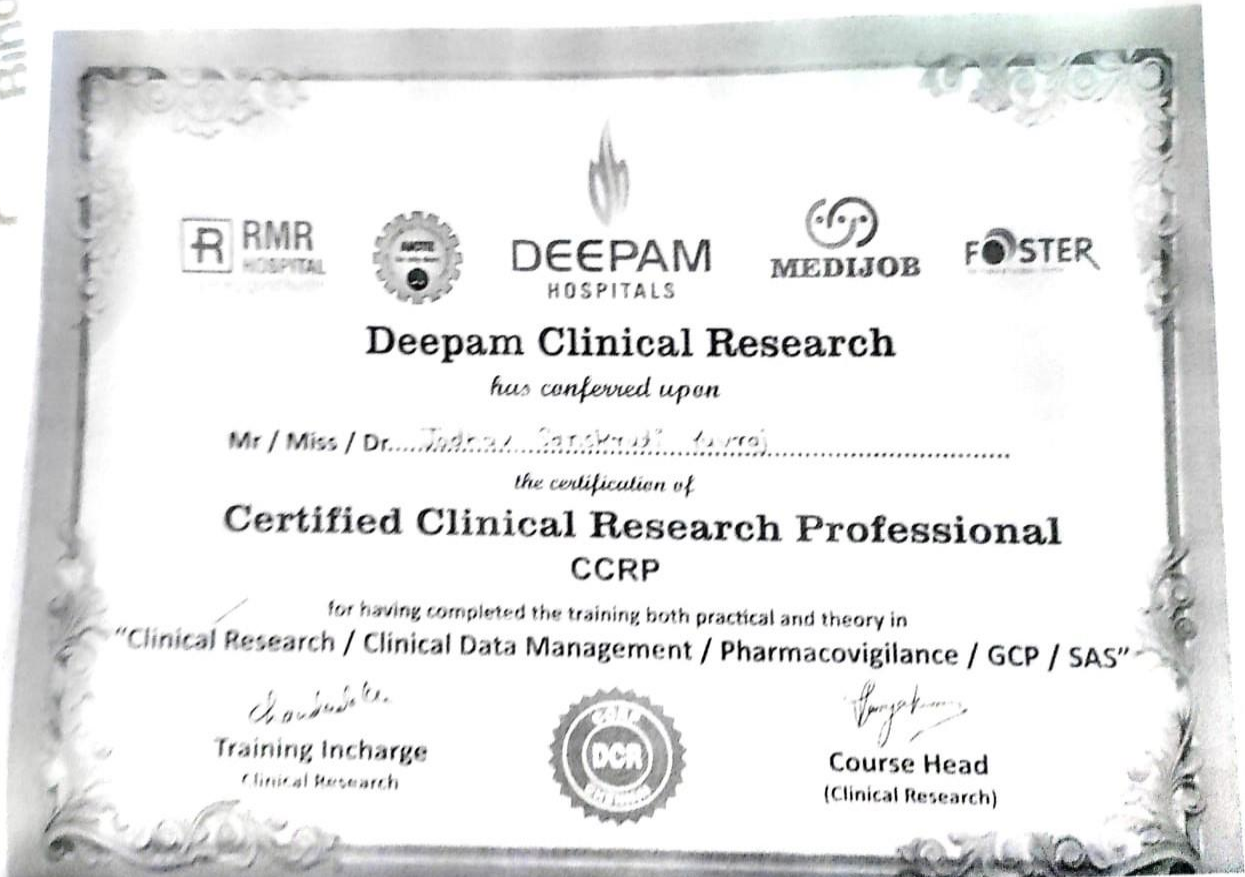 RMR
HOSPITAL
DEEPAM
HOSPITALS
MEDIJOB
FOSTER
Deepam Clinical Research
has conferred upon
Mr / Miss / Dr....
the certification of
Certified Clinical Research Professional
CCRP
for having completed the training both practical and theory in
"Clinical Research / Clinical Data Management / Pharmacovigilance / GCP / SAS"
Training Incharge
Clinical Research
DCR
Course Head
(Clinical Research)